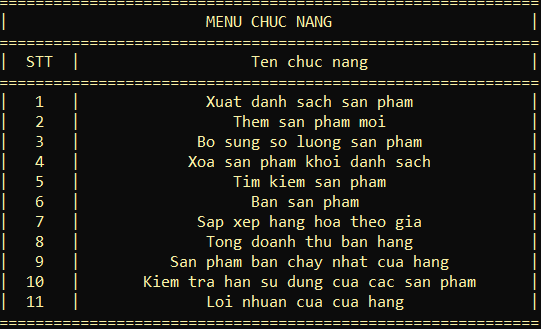 MENU CHUC NANG
STT | Ten chuc nang
1 | Xuat danh sach san pham
2 | Them san pham moi
3 | Bo sung so luong san pham
4 | Xoa san pham khoi danh sach
5 | Tim kiem san pham
6 | Ban san pham
7 | Sap xep hang hoa theo gia
8 | Tong doanh thu ban hang
9 | San pham ban chay nhat cua hang
10 | Kiem tra han su dung cua cac san pham
11 | Loi nhuan cua cua hang